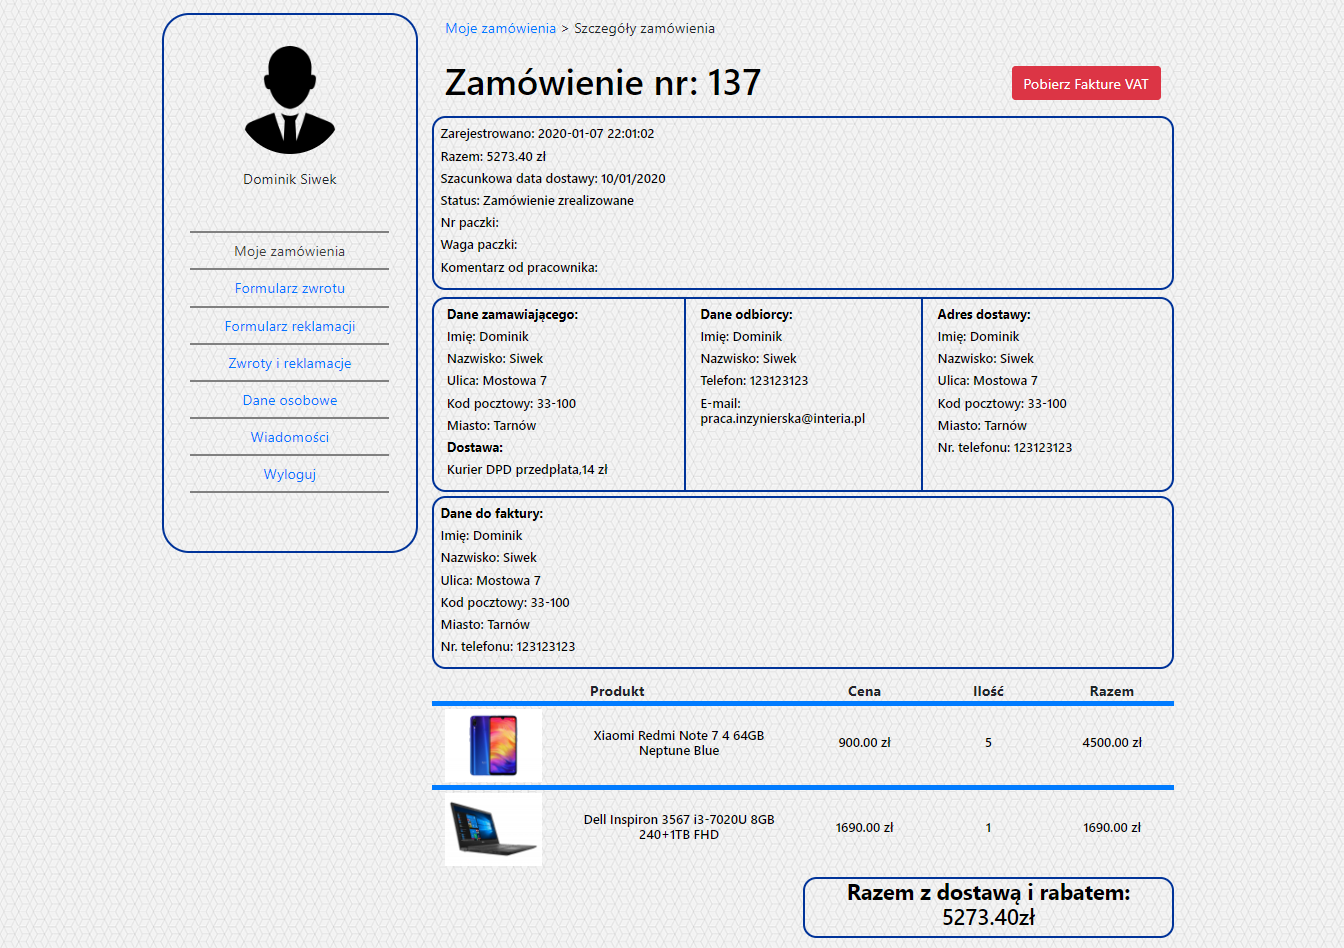 Dominik Siwek
Moje zamówienia
Formularz zwrotu
Formularz reklamacji
Zwroty i reklamacje
Dane osobowe
Wiadomości
Wyloguj
Moje zamówienia > Szczegóły zamówienia
Zamówienie nr: 137
Pobierz Fakture VAT
Zarejestrowano: 2020-01-07 22:01:02
Razem: 5273.40 zł
Szacunkowa data dostawy: 10/01/2020
Status: Zamówienie zrealizowane
Nr paczki:
Waga paczki:
Komentarz od pracownika:
Dane zamawiającego:
Imię: Dominik
Nazwisko: Siwek
Ulica: Mostowa 7
Kod pocztowy: 33-100
Miasto: Tarnów
Dostawa:
Kurier DPD przedplata,14 zł
Dane odbiorcy:
Imię: Dominik
Nazwisko: Siwek
Telefon: 123123123
E-mail:
praca.inzynierska@interia.pl
Adres dostawy:
Imię: Dominik
Nazwisko: Siwek
Ulica: Mostowa 7
Kod pocztowy: 33-100
Miasto: Tarnów
Nr. telefonu: 123123123
Dane do faktury:
Imię: Dominik
Nazwisko: Siwek
Ulica: Mostowa 7
Kod pocztowy: 33-100
Miasto: Tarnów
Nr. telefonu: 123123123
Produkt Cena Ilość Razem
Xiaomi Redmi Note 7 4 64GB
Neptune Blue
900.00 zł 5 4500.00 zł
Dell Inspiron 3567 i3-7020U 8GB
240+1TB FHD
1690.00 zł 1 1690.00 zł
Razem z dostawą i rabatem:
5273.40zł